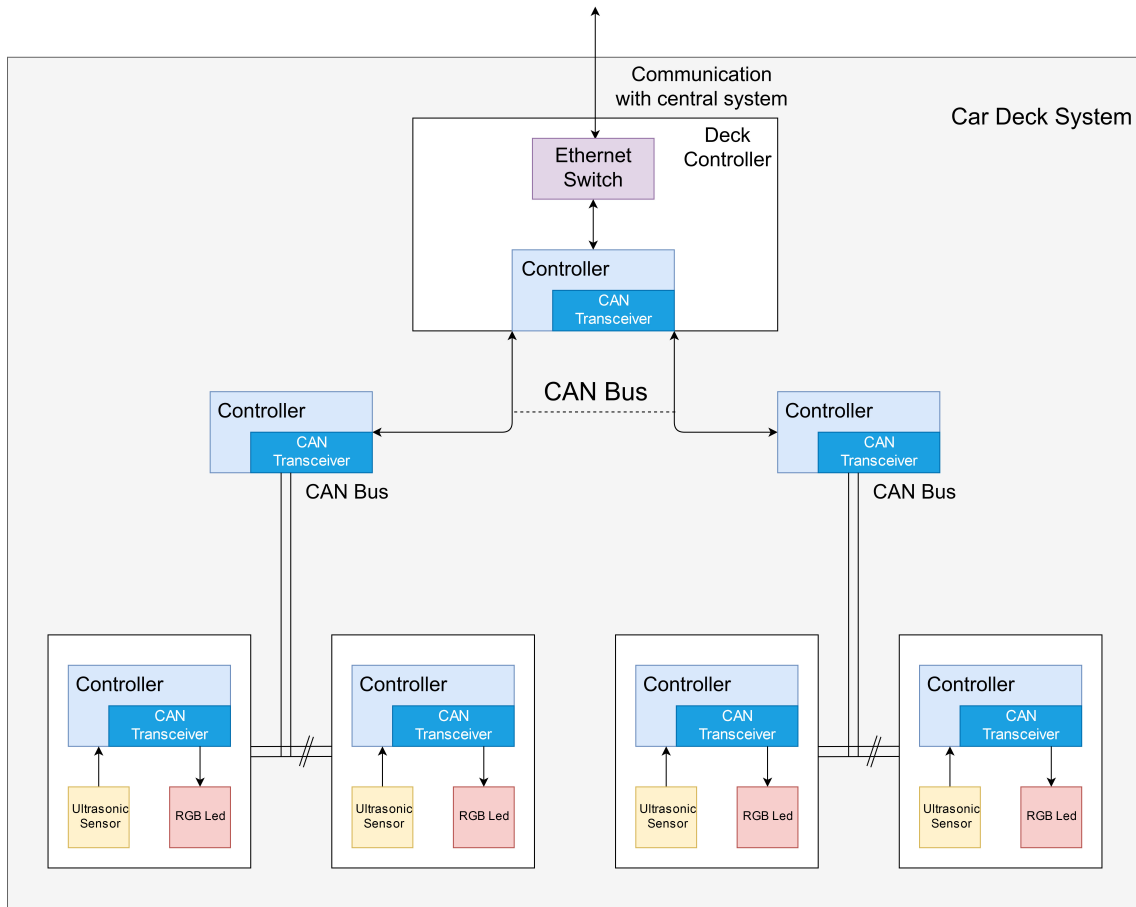 Communication
with central system
Car Deck System
Deck
Controller
Ethernet
Switch
Controller
CAN
Transceiver
CAN Bus
Controller
CAN
Transceiver
CAN Bus
Controller
CAN
Transceiver
CAN Bus
Controller
CAN
Transceiver
Ultrasonic
Sensor
RGB Led
Controller
CAN
Transceiver
Ultrasonic
Sensor
RGB Led
Controller
CAN
Transceiver
Ultrasonic
Sensor
RGB Led
Controller
CAN
Transceiver
Ultrasonic
Sensor
RGB Led